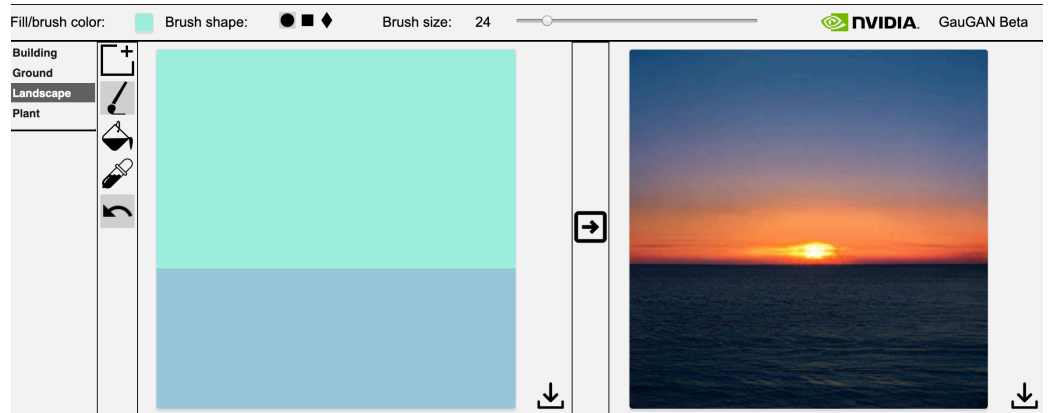 Fill/brush color: Brush shape: Brush size: 24 NVIDIA. GauGAN Beta
Building
Ground
Landscape
Plant